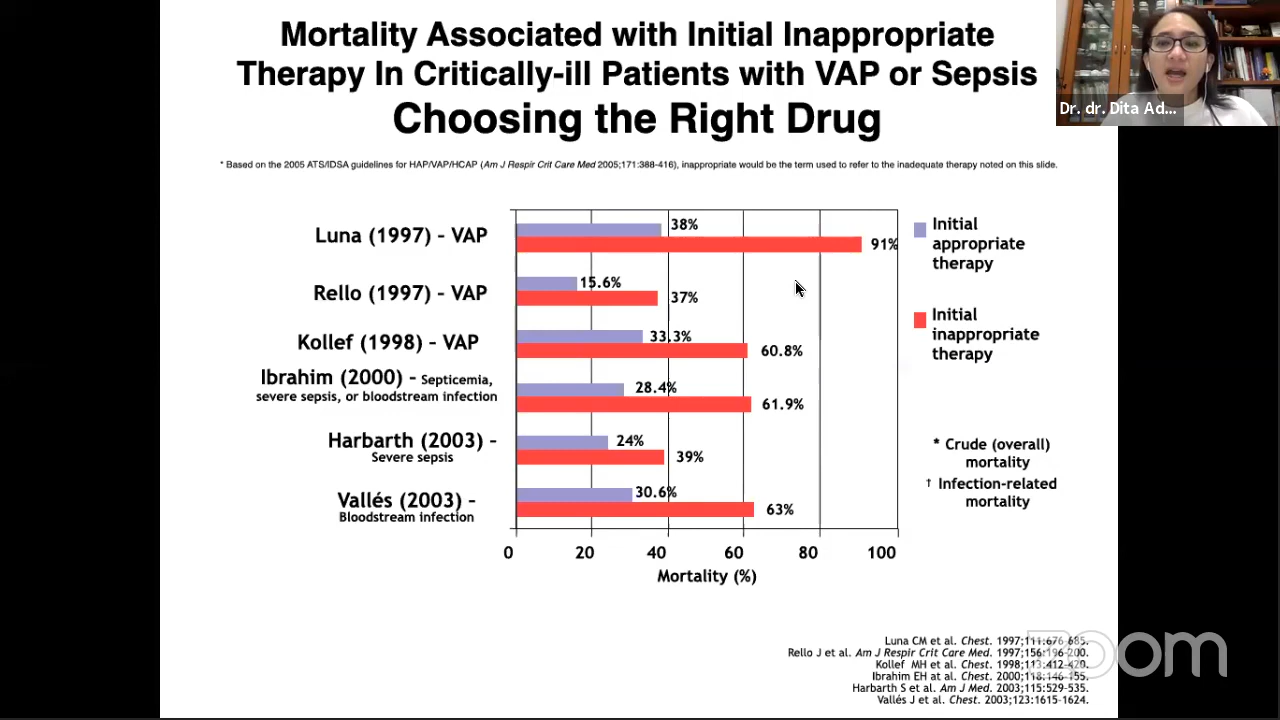 Mortality Associated with Initial Inappropriate
Therapy In Critically-ill Patients with VAP or Sepsis
Choosing the Right Drug
* Based on the 2005 ATS/IDSA guidelines for HAP/VAP/HCAP (Am J Respir Crit Care Med 2005;171:388-416), inappropriate would be the term used to refer to the inadequate therapy noted on this slide.
Dr. dr. Dita Ad...
Luna (1997) - VAP
38%
91%
Rello (1997) - VAP
15.6%
37%
Kollef (1998) - VAP
33.3%
60.8%
Ibrahim (2000) - Septicemia,
severe sepsis, or bloodstream infection
28.4%
61.9%
Harbarth (2003) -
Severe sepsis
24%
39%
Vallés (2003) -
Bloodstream infection
30.6%
63%
0 20 40 60 80 100
Mortality (%)
Initial
appropriate
therapy
Initial
inappropriate
therapy
* Crude (overall)
mortality
† Infection-related
mortality
Luna CM et al. Chest. 1997;111:676-685.
Rello J et al. Am J Respir Crit Care Med. 1997;156:196-200.
Kollef MH et al. Chest. 1998;113:412-420.
Ibrahim EH at al. Chest. 2000;118:146-155.
Harbarth S et al. Am J Med. 2003;115:529-535.
Vallés J et al. Chest. 2003;123:1615-1624.
zoom